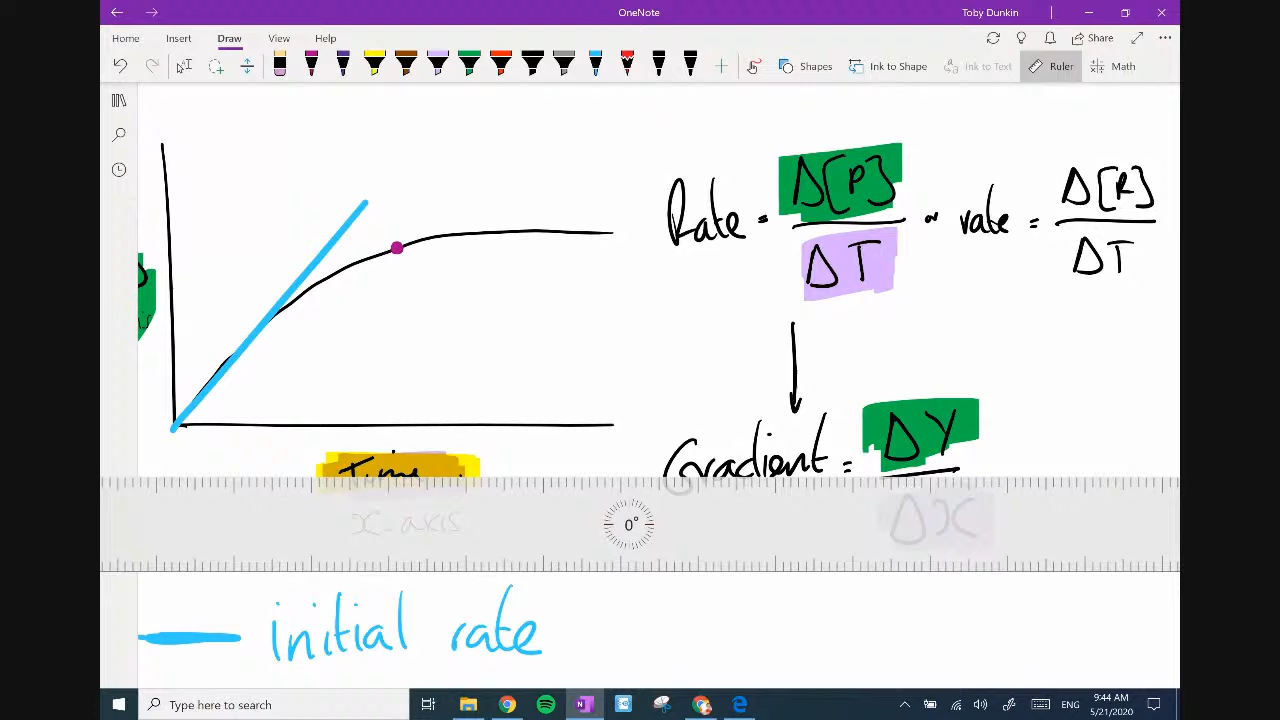 OneNote
Toby Dunkin
Home Insert Draw View Help
Share
Shapes Ink to Shape Ink to Text Ruler Math
Rate = Δ[P] / ΔT ~ rate = Δ[R] / ΔT
Gradient = ΔY / Δx
Time
x-axis
0°
initial rate
Type here to search
ENG
9:44 AM
5/21/2020